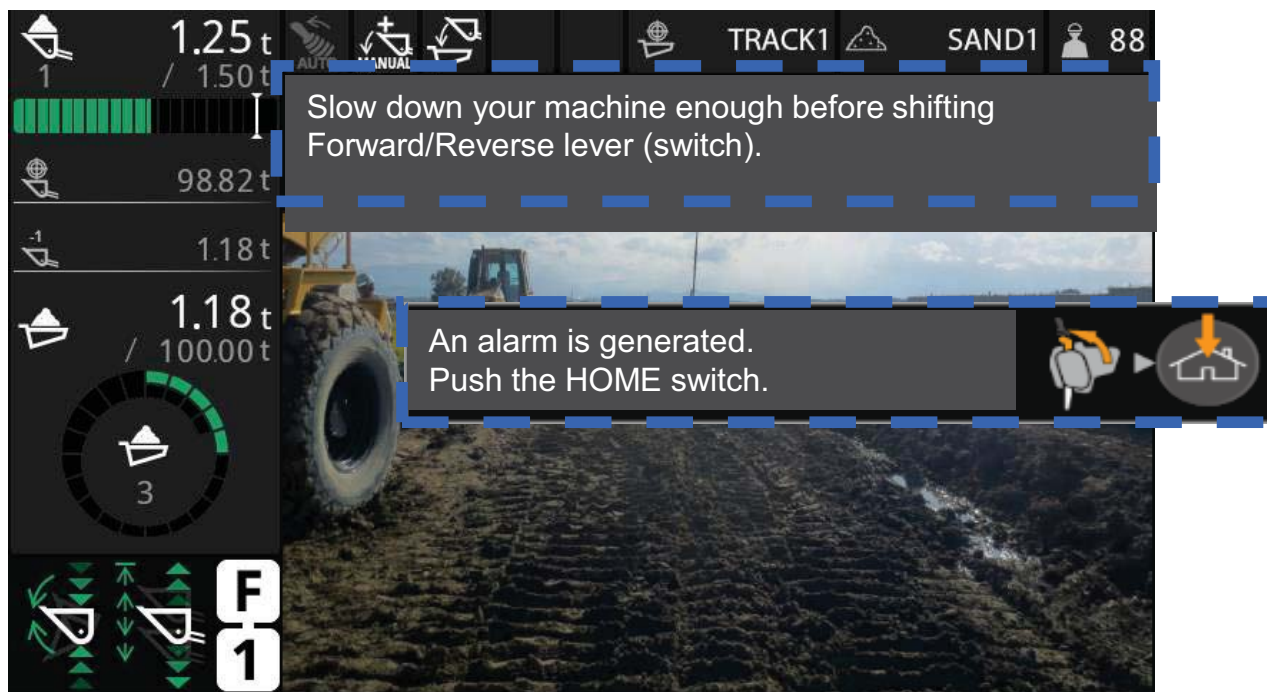 1.25 t
1 / 1.50 t
AUTO
MANUAL
TRACK1
SAND1
88
Slow down your machine enough before shifting
Forward/Reverse lever (switch).
98.82 t
-1
1.18 t
1.18 t
/ 100.00 t
An alarm is generated.
Push the HOME switch.
3
F
1